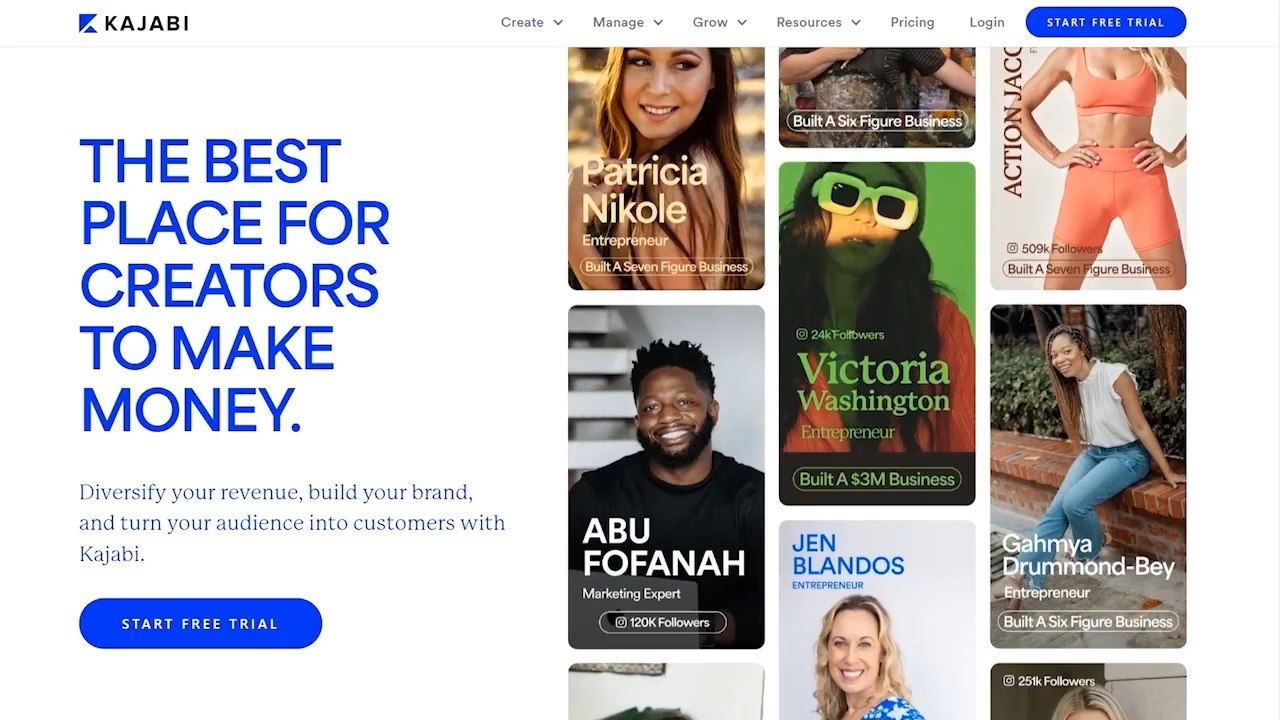 KAJABI
Create
Manage
Grow
Resources
Pricing
Login
START FREE TRIAL
THE BEST
PLACE FOR
CREATORS
TO MAKE
MONEY.
Diversify your revenue, build your brand,
and turn your audience into customers with
Kajabi.
START FREE TRIAL
Patricia
Nikole
Entrepreneur
Built A Seven Figure Business
ABU
FOFANAH
Marketing Expert
120K Followers
Built A Six Figure Business
24k Followers
Victoria
Washington
Entrepreneur
Built A $3M Business
JEN
BLANDOS
ENTREPRENEUR
509k Followers
Built A Seven Figure Business
Gahmya
Drummond-Bey
Entrepreneur
Built A Six Figure Business
251k Followers